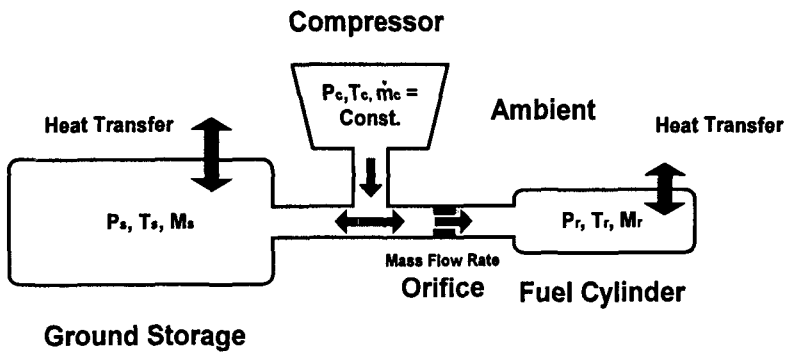 Compressor
Pc,Tc, ṁc =
Const.
Ambient
Heat Transfer
Heat Transfer
Ps, Ts, Ms
Pr, Tr, Mr
Mass Flow Rate
Orifice
Fuel Cylinder
Ground Storage